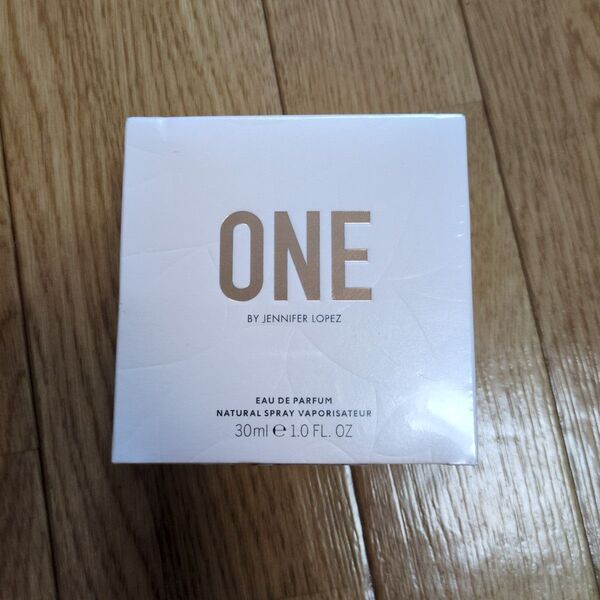 ONE
BY JENNIFER LOPEZ
EAU DE PARFUM
NATURAL SPRAY VAPORISATEUR
30ml ℮ 1.0 FL. OZ